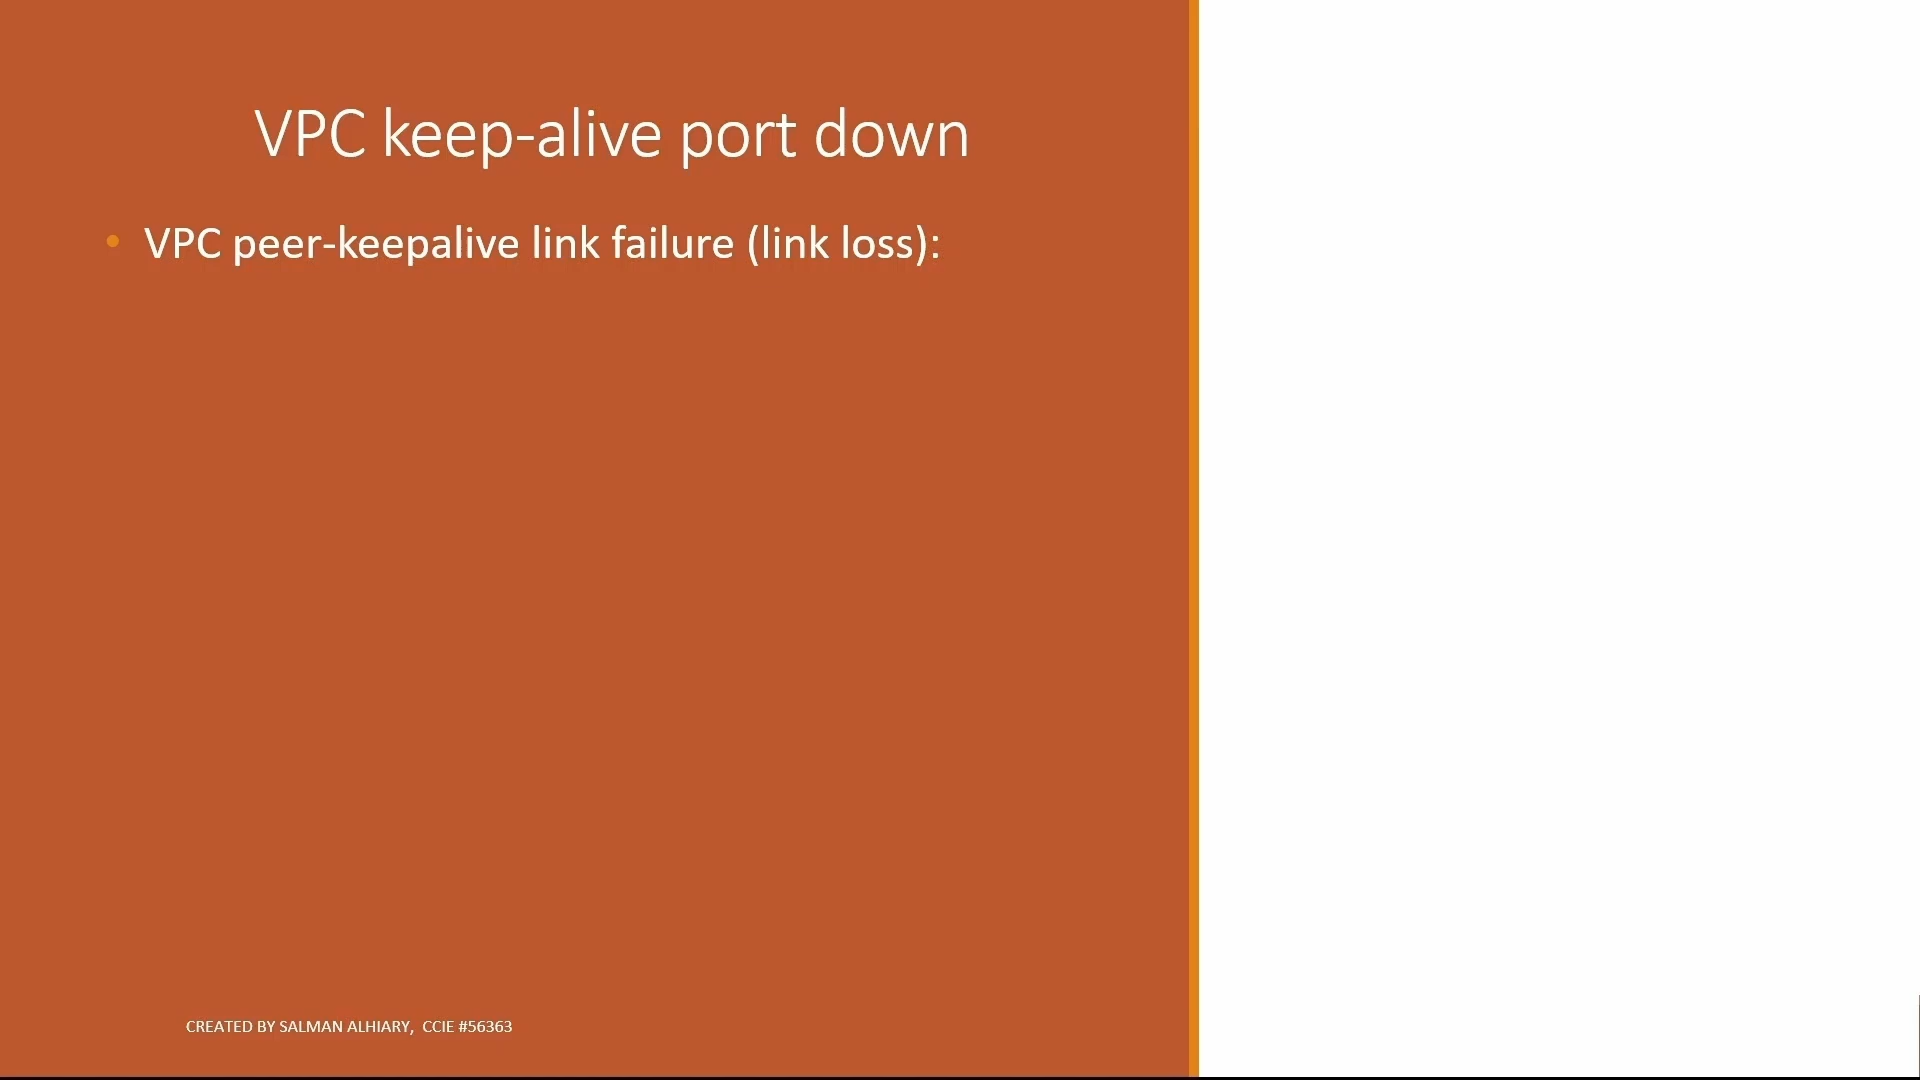 VPC keep-alive port down
• VPC peer-keepalive link failure (link loss):
CREATED BY SALMAN ALHIARY, CCIE #56363